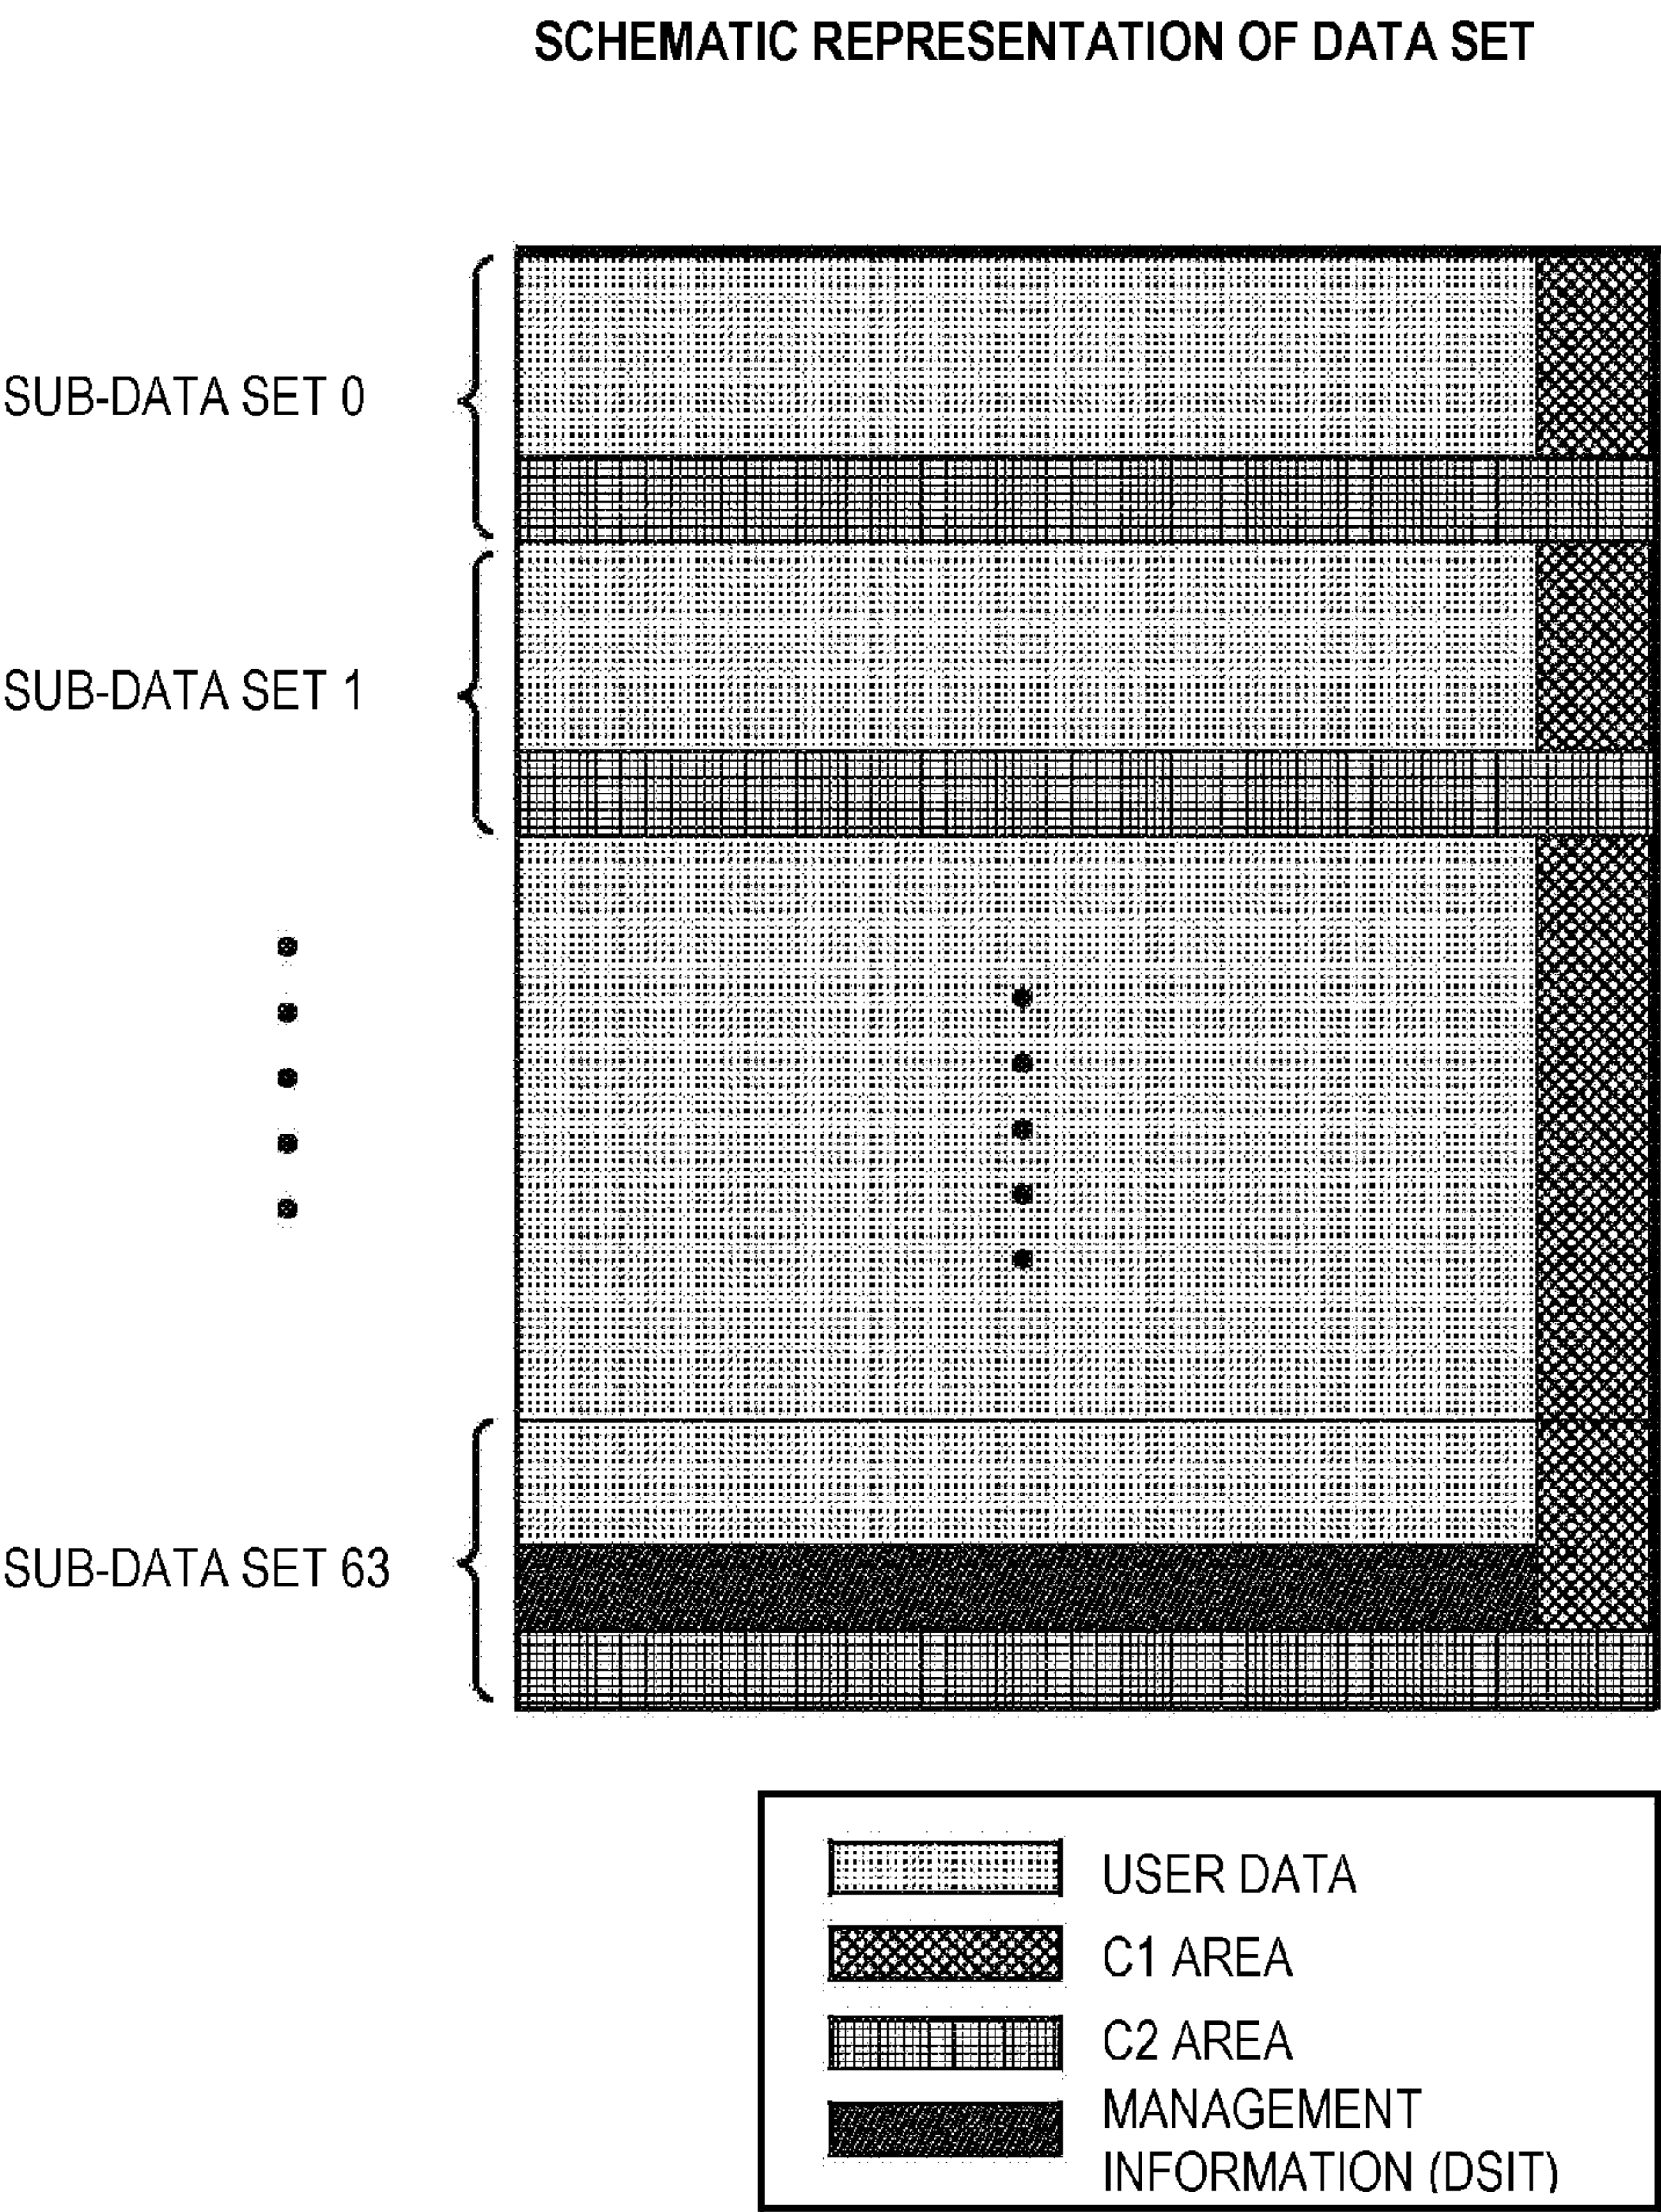 SCHEMATIC REPRESENTATION OF DATA SET
SUB-DATA SET 0
SUB-DATA SET 1
SUB-DATA SET 63
USER DATA
C1 AREA
C2 AREA
MANAGEMENT
INFORMATION (DSIT)